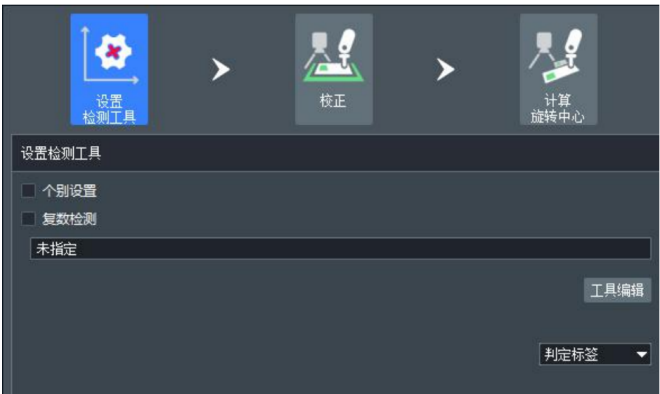 设置
检测工具
校正
计算
旋转中心
设置检测工具
个别设置
复数检测
未指定
工具编辑
判定标签